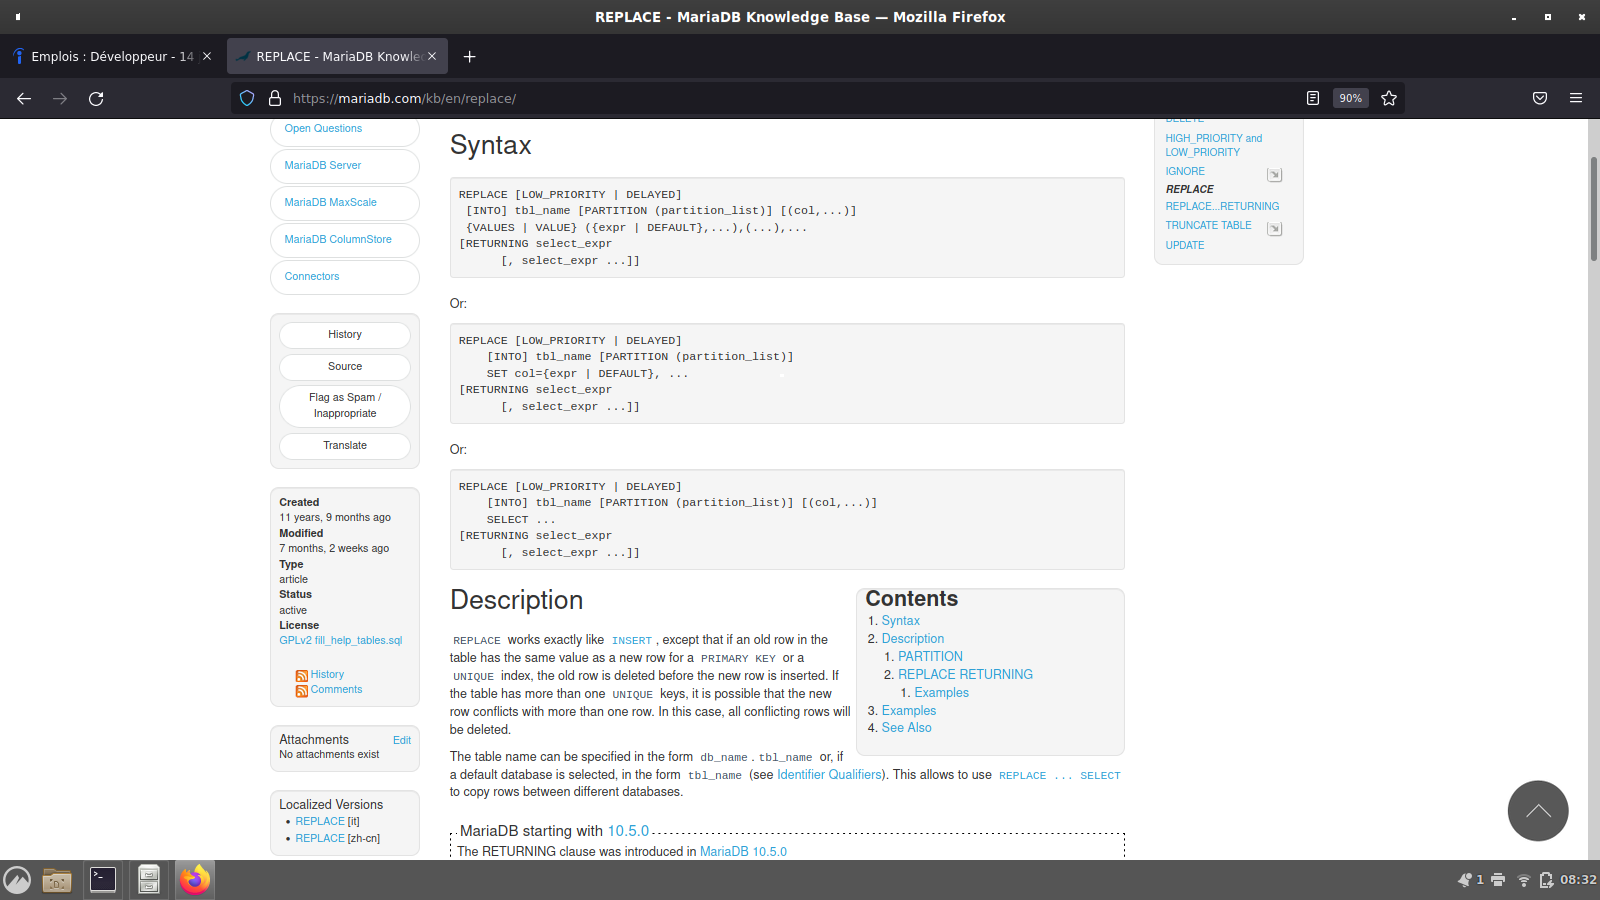 REPLACE - MariaDB Knowledge Base — Mozilla Firefox
Emplois : Développeur - 14
REPLACE - MariaDB Knowle
https://mariadb.com/kb/en/replace/
90%
Open Questions
MariaDB Server
MariaDB MaxScale
MariaDB ColumnStore
Connectors
History
Source
Flag as Spam /
Inappropriate
Translate
Created
11 years, 9 months ago
Modified
7 months, 2 weeks ago
Type
article
Status
active
License
GPLv2 fill_help_tables.sql
History
Comments
Attachments
Edit
No attachments exist
Localized Versions
REPLACE [it]
REPLACE [zh-cn]
Syntax
REPLACE [LOW_PRIORITY | DELAYED]
[INTO] tbl_name [PARTITION (partition_list)] [(col,...)]
{VALUES | VALUE} ({expr | DEFAULT},...),(...),...
[RETURNING select_expr
[, select_expr ...]]
Or:
REPLACE [LOW_PRIORITY | DELAYED]
[INTO] tbl_name [PARTITION (partition_list)]
SET col={expr | DEFAULT}, ...
[RETURNING select_expr
[, select_expr ...]]
Or:
REPLACE [LOW_PRIORITY | DELAYED]
[INTO] tbl_name [PARTITION (partition_list)] [(col,...)]
SELECT ...
[RETURNING select_expr
[, select_expr ...]]
Description
REPLACE works exactly like INSERT, except that if an old row in the
table has the same value as a new row for a PRIMARY KEY or a
UNIQUE index, the old row is deleted before the new row is inserted. If
the table has more than one UNIQUE keys, it is possible that the new
row conflicts with more than one row. In this case, all conflicting rows will
be deleted.
The table name can be specified in the form db_name.tbl_name or, if
a default database is selected, in the form tbl_name (see Identifier Qualifiers). This allows to use REPLACE ... SELECT
to copy rows between different databases.
MariaDB starting with 10.5.0
The RETURNING clause was introduced in MariaDB 10.5.0
Contents
1. Syntax
2. Description
1. PARTITION
2. REPLACE RETURNING
1. Examples
3. Examples
4. See Also
DELETE
HIGH_PRIORITY and
LOW_PRIORITY
IGNORE
REPLACE
REPLACE...RETURNING
TRUNCATE TABLE
UPDATE
1
08:32